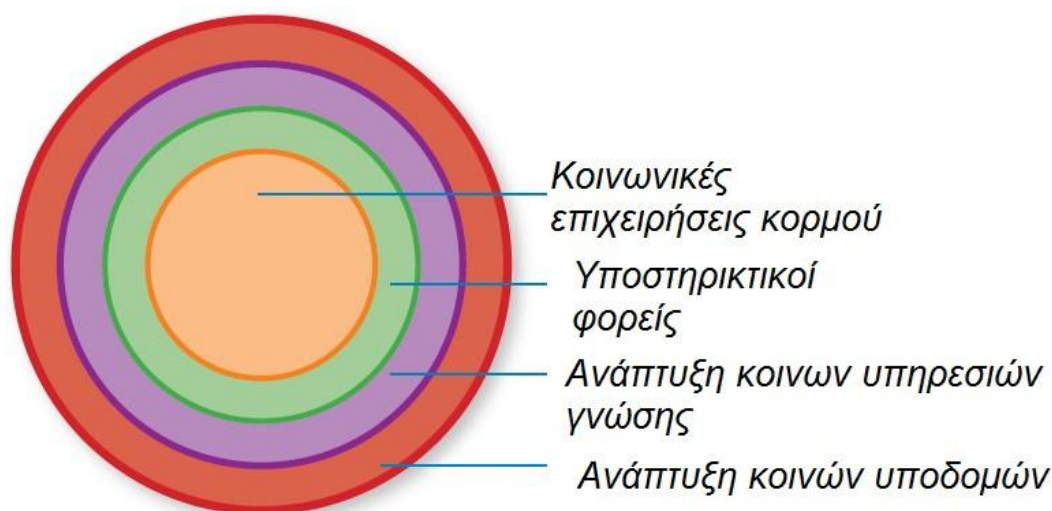 Κοινωνικές
επιχειρήσεις κορμού
Υποστηρικτικοί
φορείς
Ανάπτυξη κοινων υπηρεσιών
γνώσης
Ανάπτυξη κοινών υποδομών